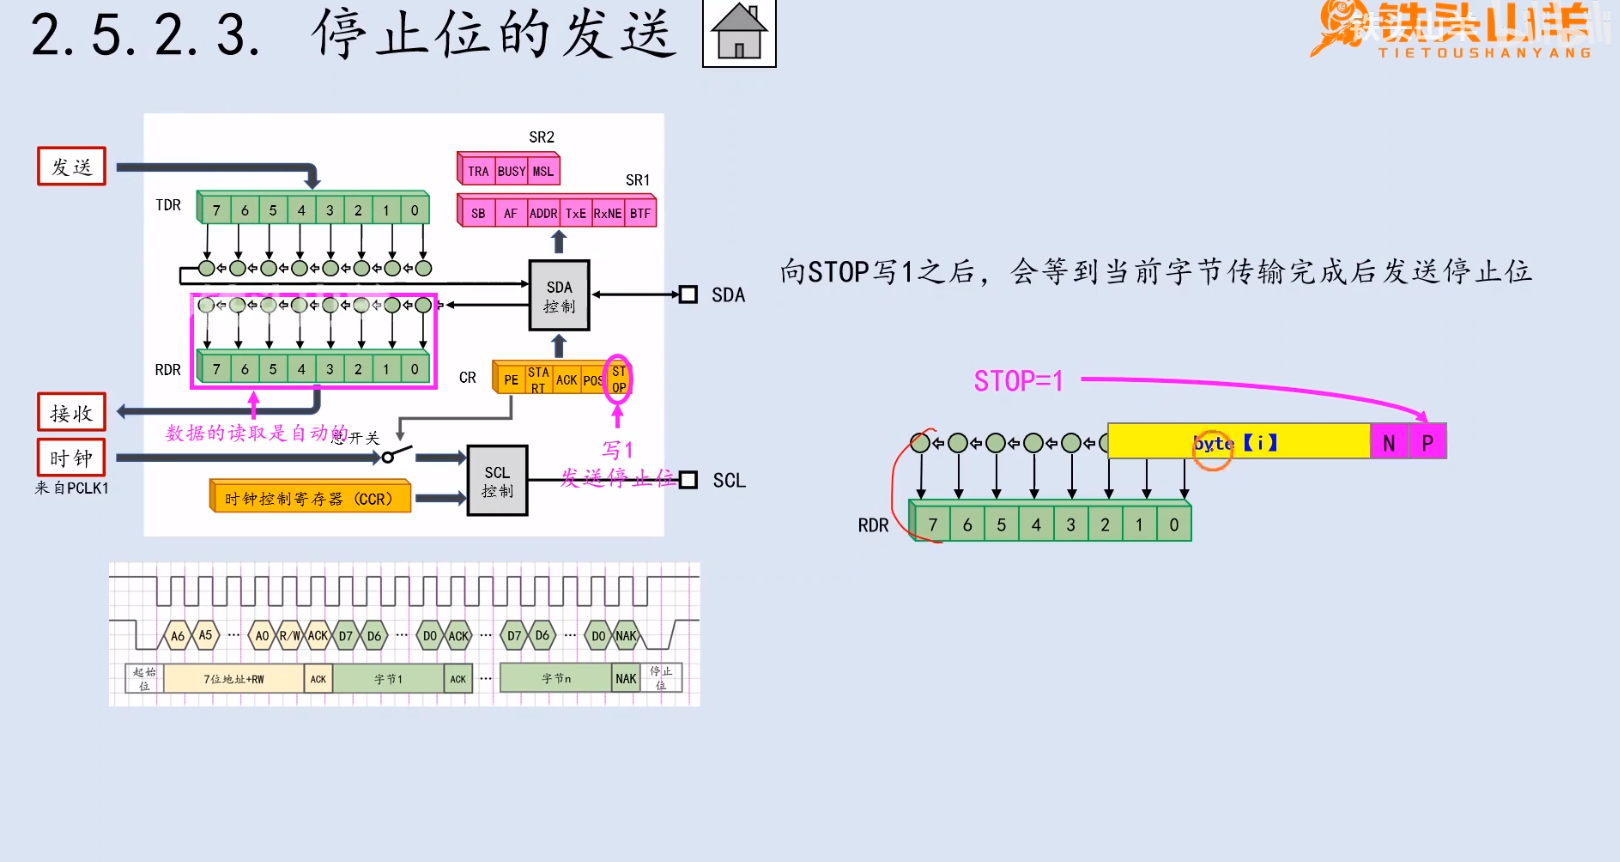 2.5.2.3. 停止位的发送
铁头山羊
TIETOUSHANYANG
发送
SR2
TRA BUSY MSL
SR1
SB AF ADDR TxE RxNE BTF
TDR
7 6 5 4 3 2 1 0
SDA
控制
SDA
RDR
7 6 5 4 3 2 1 0
CR
PE STA
RT ACK POS ST
OP
接收
数据的读取是自动的
总开关
写1
发送停止位
时钟
来自PCLK1
SCL
控制
SCL
时钟控制寄存器 (CCR)
A6 A5 ··· A0 R/W ACK D7 D6 ··· D0 ACK ··· D7 D6 ··· D0 NAK
起始
位
7位地址+RW
ACK
字节1
ACK
···
字节n
NAK
停止
位
向STOP写1之后，会等到当前字节传输完成后发送停止位
STOP=1
byte【i】 N P
RDR
7 6 5 4 3 2 1 0